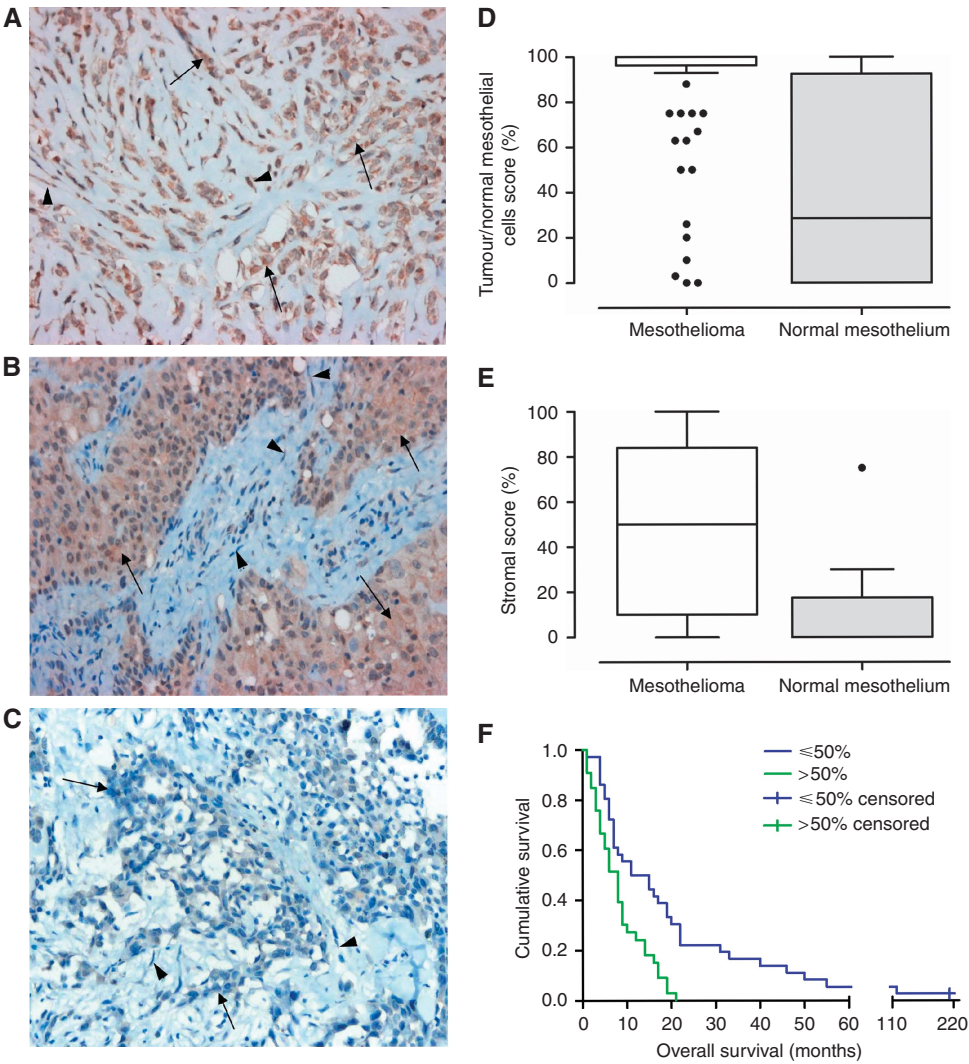 A
B
C
D
Tumour/normal mesothelial
cells score (%)
100
80
60
40
20
0
Mesothelioma
Normal mesothelium
E
Stromal score (%)
100
80
60
40
20
0
Mesothelioma
Normal mesothelium
F
Cumulative survival
1.0
0.8
0.6
0.4
0.2
0.0
⩽50%
>50%
⩽50% censored
>50% censored
0 10 20 30 40 50 60 110 220
Overall survival (months)